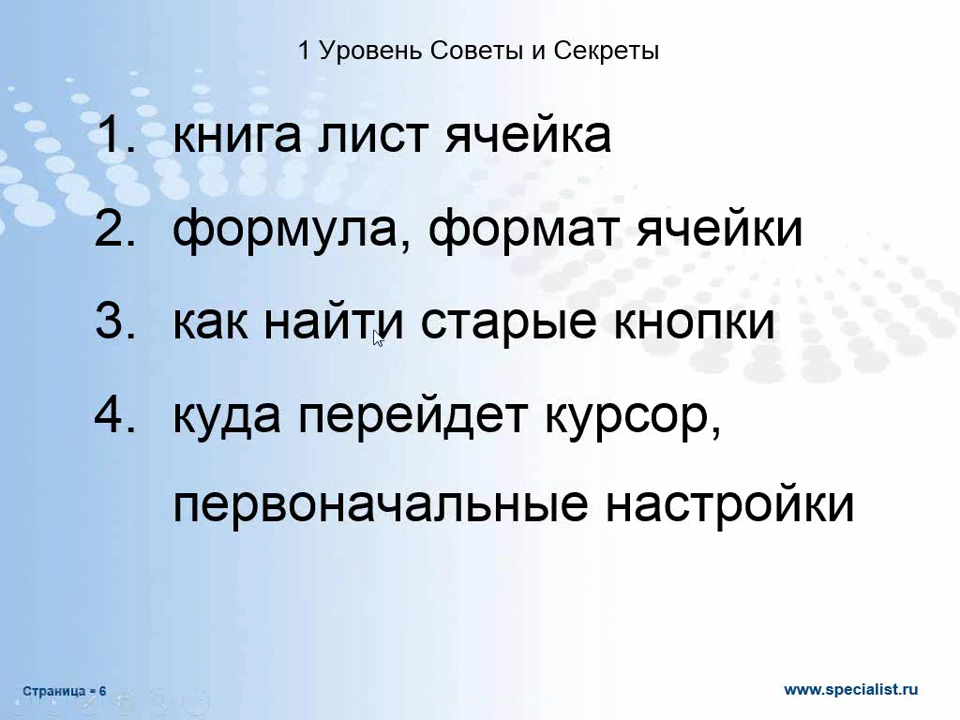 1 Уровень Советы и Секреты
1. книга лист ячейка
2. формула, формат ячейки
3. как найти старые кнопки
4. куда перейдет курсор,
первоначальные настройки
Страница = 6
www.specialist.ru